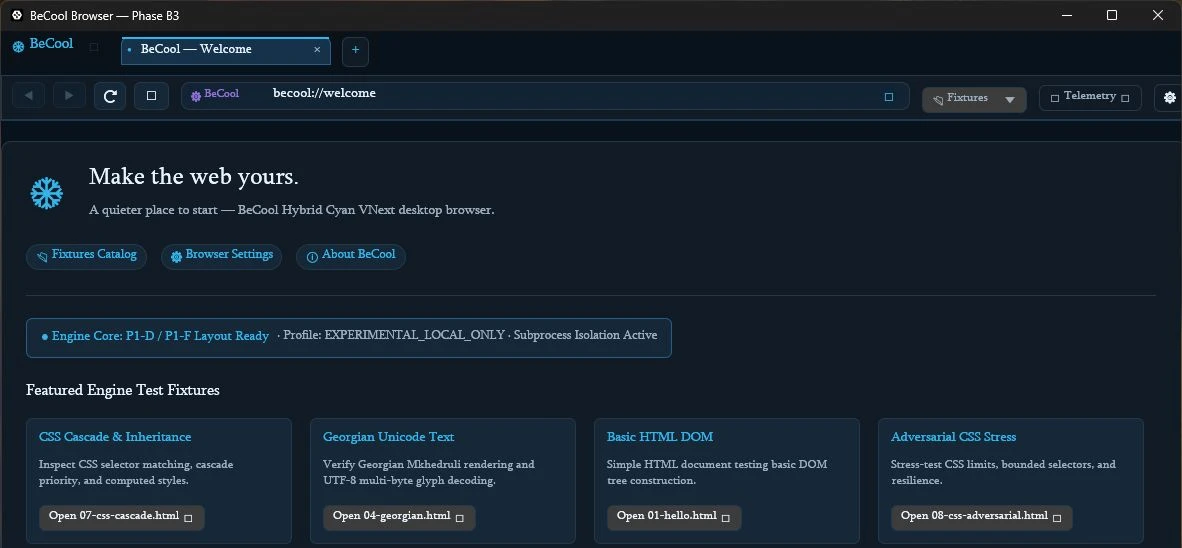 BeCool Browser — Phase B3
BeCool
BeCool — Welcome
BeCool
becool://welcome
Fixtures
Telemetry
Make the web yours.
A quieter place to start — BeCool Hybrid Cyan VNext desktop browser.
Fixtures Catalog
Browser Settings
About BeCool
Engine Core: P1-D / P1-F Layout Ready · Profile: EXPERIMENTAL_LOCAL_ONLY · Subprocess Isolation Active
Featured Engine Test Fixtures
CSS Cascade & Inheritance
Inspect CSS selector matching, cascade
priority, and computed styles.
Open 07-css-cascade.html
Georgian Unicode Text
Verify Georgian Mkhedruli rendering and
UTF-8 multi-byte glyph decoding.
Open 04-georgian.html
Basic HTML DOM
Simple HTML document testing basic DOM
tree construction.
Open 01-hello.html
Adversarial CSS Stress
Stress-test CSS limits, bounded selectors, and
resilience.
Open 08-css-adversarial.html